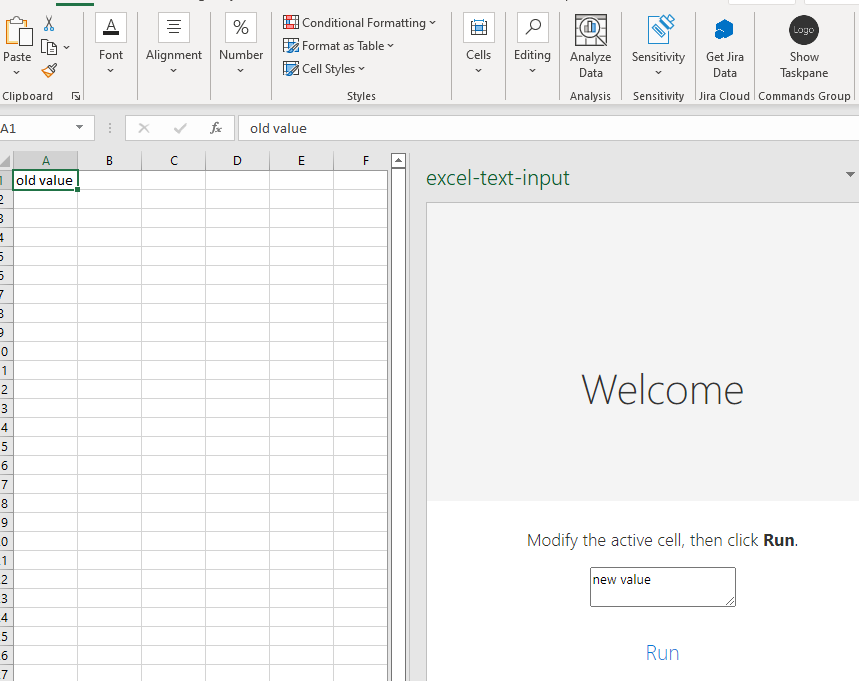 Conditional Formatting
Format as Table
Cell Styles
Paste
Font
Alignment
Number
Cells
Editing
Analyze
Data
Sensitivity
Get Jira
Data
Logo
Show
Taskpane
Clipboard
Styles
Analysis
Sensitivity
Jira Cloud
Commands Group
A1
fx
old value
A B C D E F
1 old value
2
3
4
5
6
7
8
9
0
1
2
3
4
5
6
7
8
9
0
1
2
3
4
5
6
7
excel-text-input
Welcome
Modify the active cell, then click Run.
new value
Run